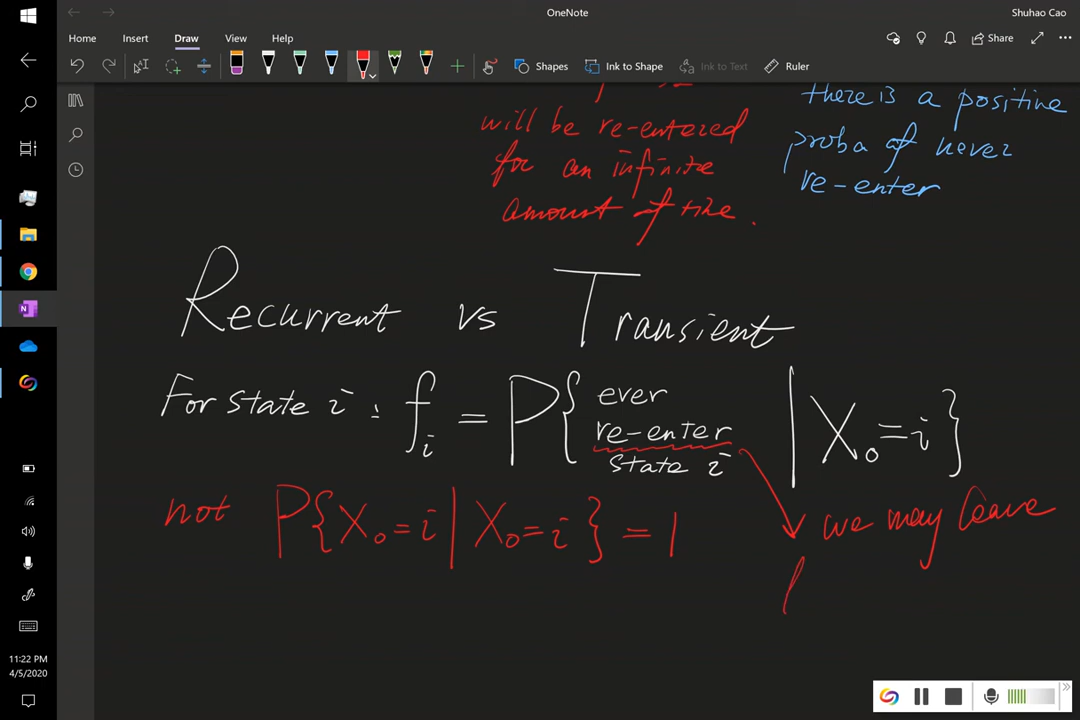 OneNote
Shuhao Cao
Home Insert Draw View Help
Share
Shapes Ink to Shape Ink to Text Ruler
there is a positive
will be re-entered
proba of never
for an infinite
re-enter
amount of time.
Recurrent vs Transient
For state i : f_i = P{ ever re-enter state i | X_0 = i }
not P{X_0 = i | X_0 = i} = 1
we may leave
11:22 PM
4/5/2020